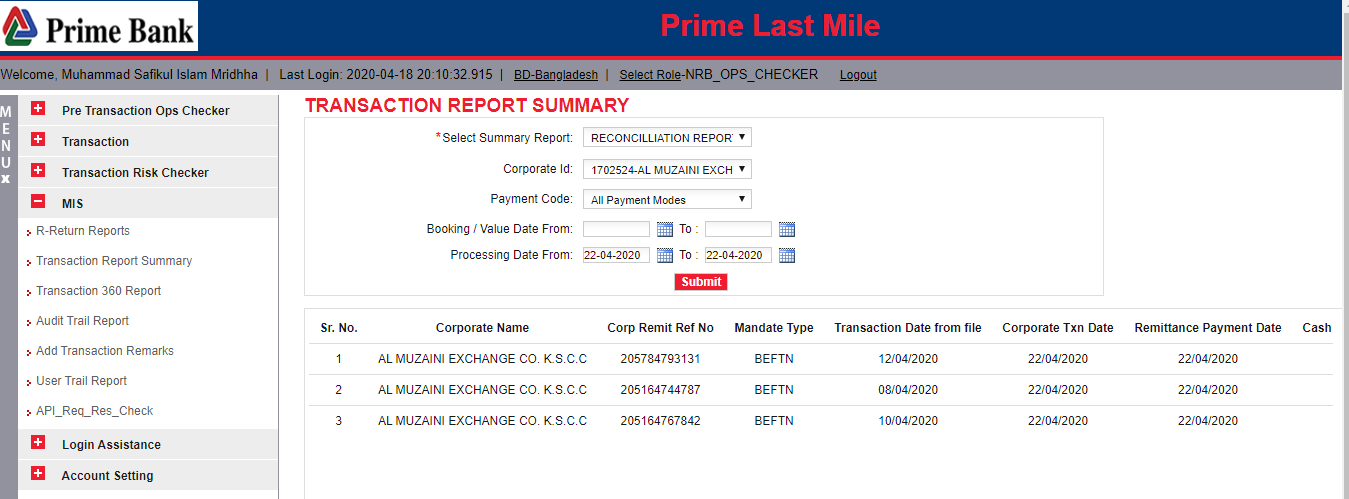 Prime Bank
Prime Last Mile
Welcome, Muhammad Safikul Islam Mridhha | Last Login: 2020-04-18 20:10:32.915 | BD-Bangladesh | Select Role-NRB_OPS_CHECKER Logout
MENU x
Pre Transaction Ops Checker
Transaction
Transaction Risk Checker
MIS
R-Return Reports
Transaction Report Summary
Transaction 360 Report
Audit Trail Report
Add Transaction Remarks
User Trail Report
API_Req_Res_Check
Login Assistance
Account Setting
TRANSACTION REPORT SUMMARY
*Select Summary Report: RECONCILLIATION REPOR
Corporate Id: 1702524-AL MUZAINI EXCH
Payment Code: All Payment Modes
Booking / Value Date From: To :
Processing Date From: 22-04-2020 To : 22-04-2020
Submit
Sr. No. Corporate Name Corp Remit Ref No Mandate Type Transaction Date from file Corporate Txn Date Remittance Payment Date Cash
1 AL MUZAINI EXCHANGE CO. K.S.C.C 205784793131 BEFTN 12/04/2020 22/04/2020 22/04/2020
2 AL MUZAINI EXCHANGE CO. K.S.C.C 205164744787 BEFTN 08/04/2020 22/04/2020 22/04/2020
3 AL MUZAINI EXCHANGE CO. K.S.C.C 205164767842 BEFTN 10/04/2020 22/04/2020 22/04/2020